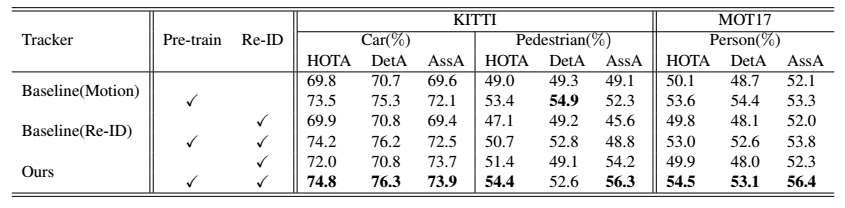 KITTI MOT17
Tracker Pre-train Re-ID Car(%) Pedestrian(%) Person(%)
HOTA DetA AssA HOTA DetA AssA HOTA DetA AssA
Baseline(Motion) 69.8 70.7 69.6 49.0 49.3 49.1 50.1 48.7 52.1
✓ 73.5 75.3 72.1 53.4 54.9 52.3 53.6 54.4 53.3
Baseline(Re-ID) ✓ 69.9 70.8 69.4 47.1 49.2 45.6 49.8 48.1 52.0
✓ ✓ 74.2 76.2 72.5 50.7 52.8 48.8 53.0 52.6 53.8
Ours ✓ 72.0 70.8 73.7 51.4 49.1 54.2 49.9 48.0 52.3
✓ ✓ 74.8 76.3 73.9 54.4 52.6 56.3 54.5 53.1 56.4